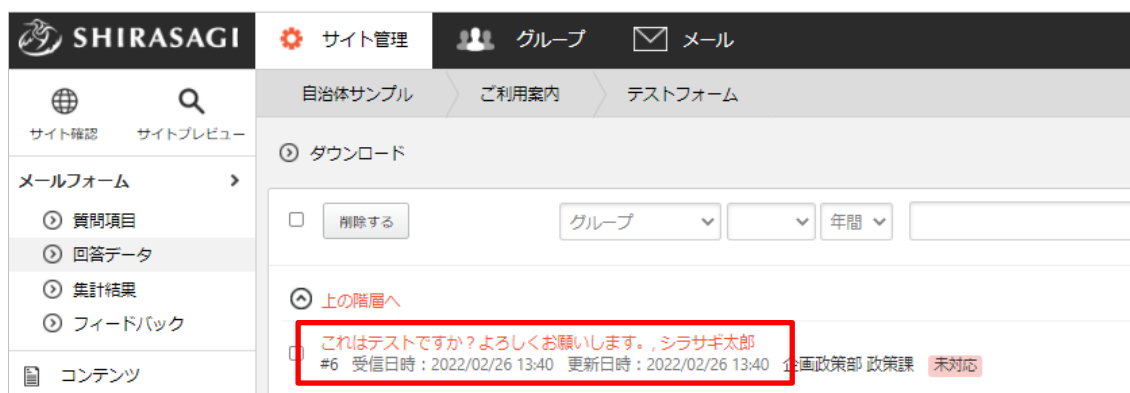 SHIRASAGI サイト管理 グループ メール
自治体サンプル ご利用案内 テストフォーム
サイト確認 サイトプレビュー
ダウンロード
メールフォーム
質問項目
削除する グループ 年間
回答データ
集計結果
上の階層へ
フィードバック
これはテストですか？よろしくお願いします。, シラサギ太郎
#6 受信日時：2022/02/26 13:40 更新日時：2022/02/26 13:40 企画政策部 政策課 未対応
コンテンツ